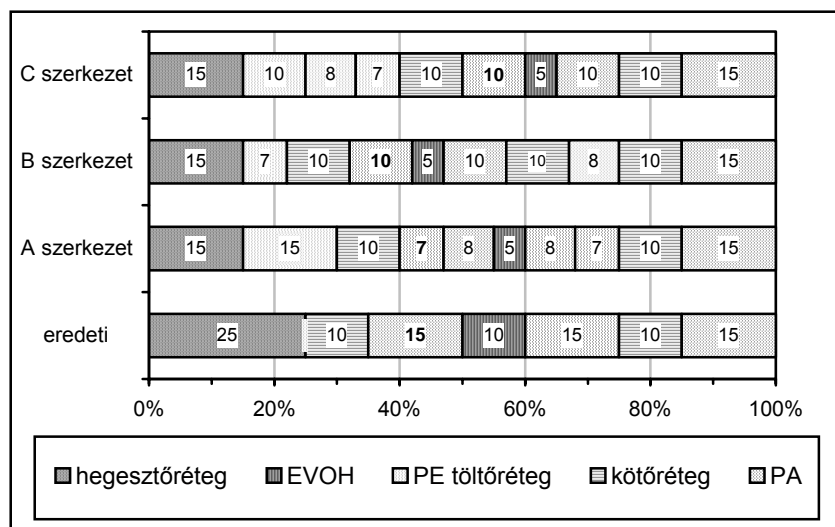 C szerkezet 15 10 8 7 10 10 5 10 10 15
B szerkezet 15 7 10 10 5 10 10 8 10 15
A szerkezet 15 15 10 7 8 5 8 7 10 15
eredeti 25 10 15 10 15 10 15
0% 20% 40% 60% 80% 100%
hegesztőréteg EVOH PE töltőréteg kötőréteg PA